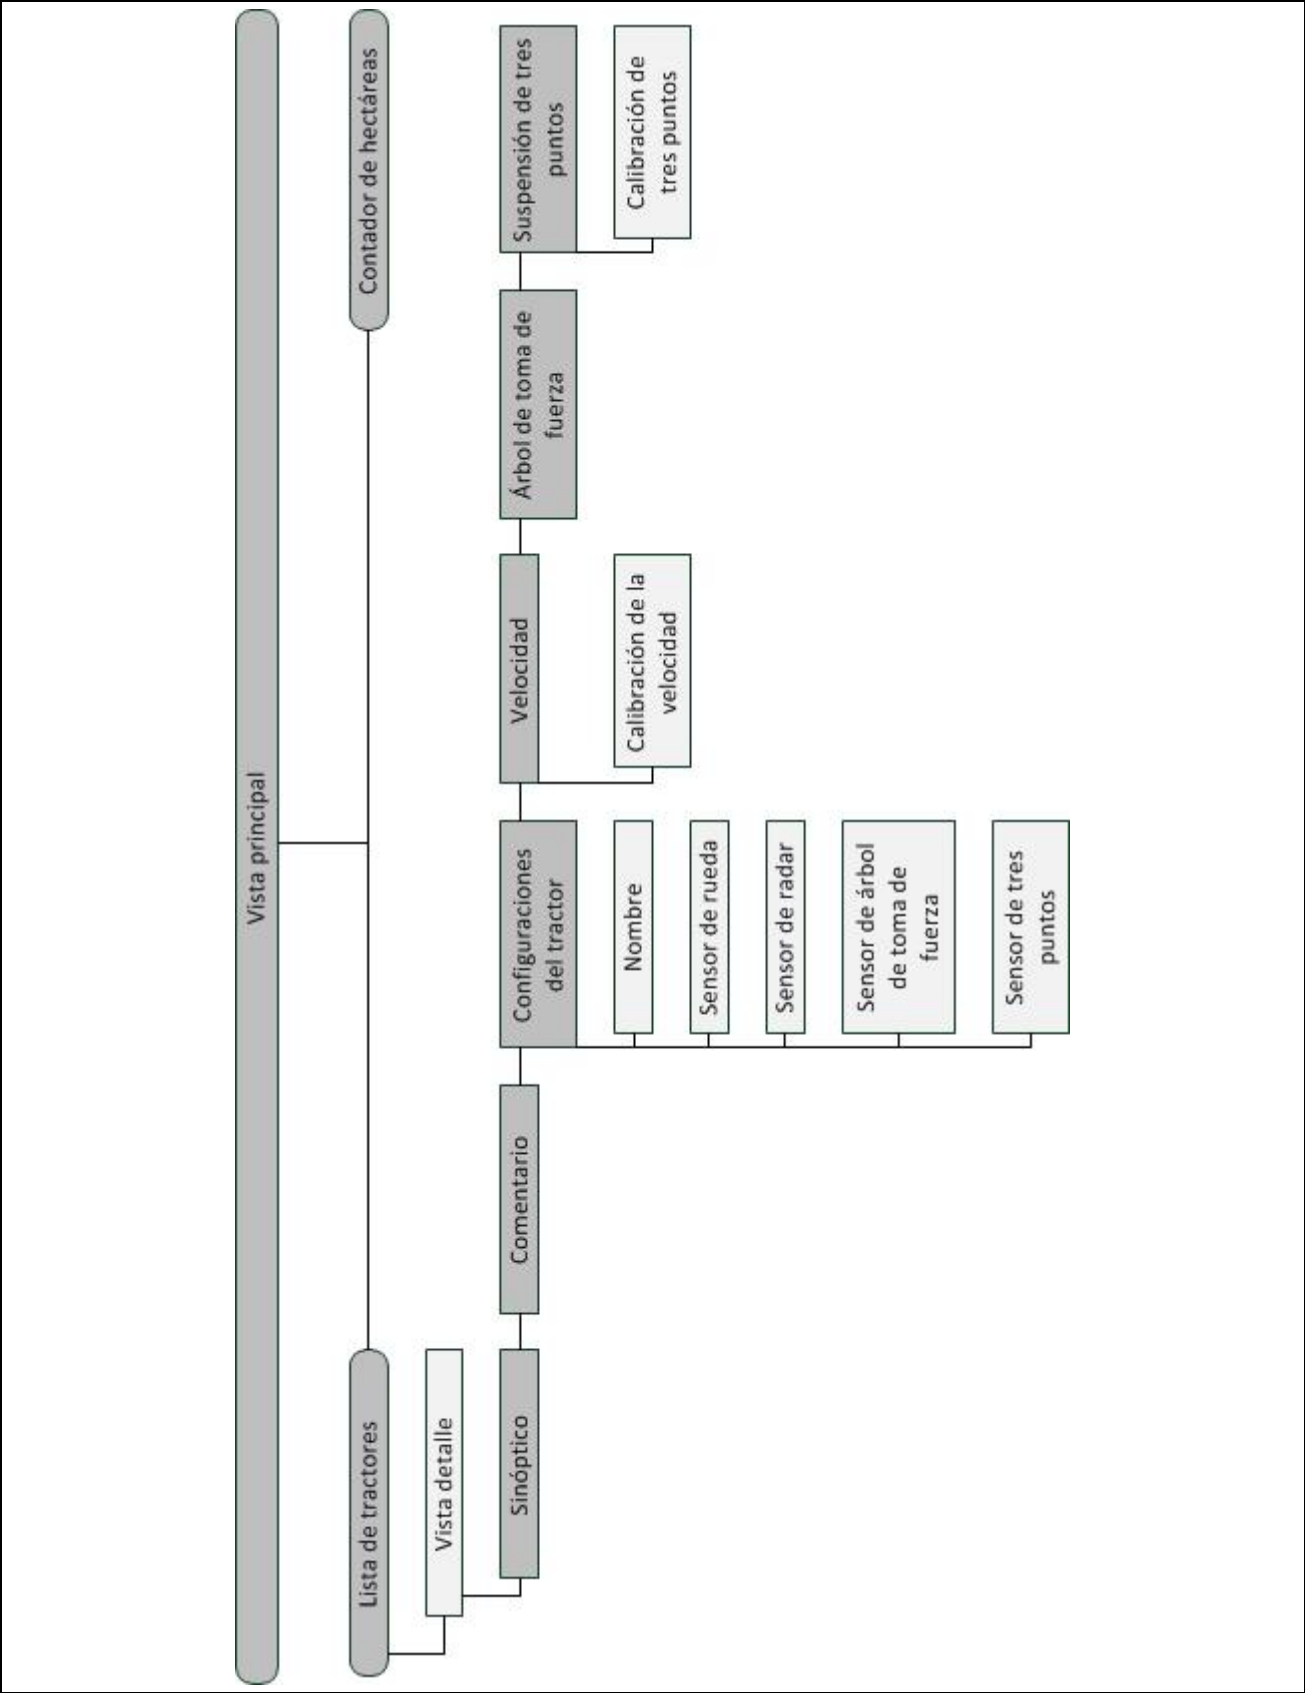 Vista principal
Lista de tractores
Contador de hectáreas
Vista detalle
Sinóptico
Comentario
Configuraciones
del tractor
Nombre
Sensor de rueda
Sensor de radar
Sensor de árbol
de toma de
fuerza
Sensor de tres
puntos
Velocidad
Calibración de la
velocidad
Árbol de toma de
fuerza
Suspensión de tres
puntos
Calibración de
tres puntos